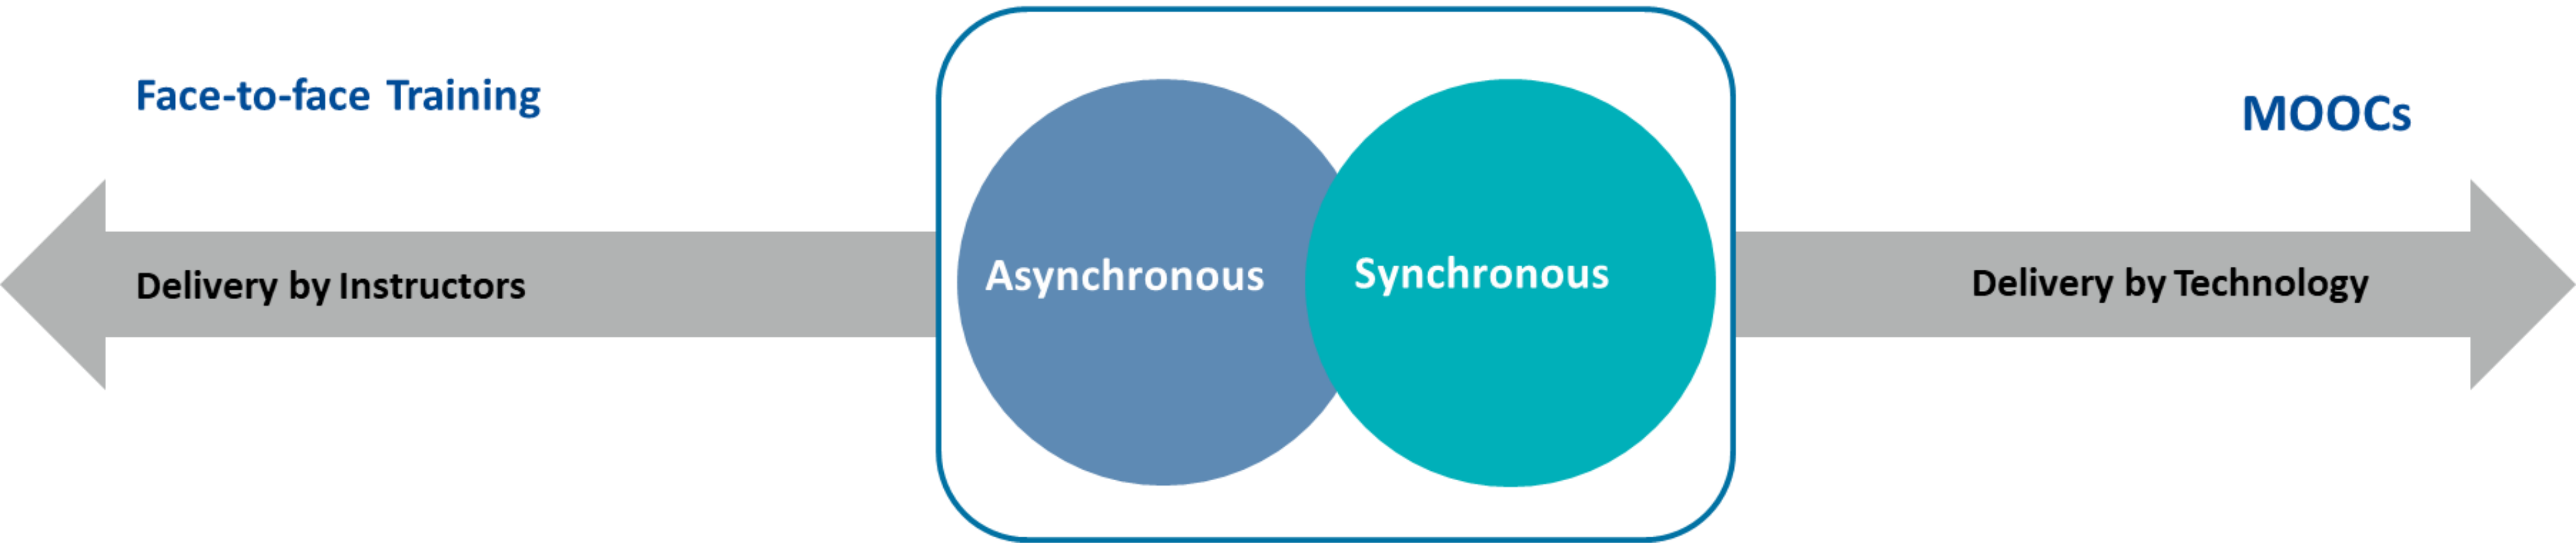 Face-to-face Training
MOOCs
Delivery by Instructors
Asynchronous
Synchronous
Delivery by Technology